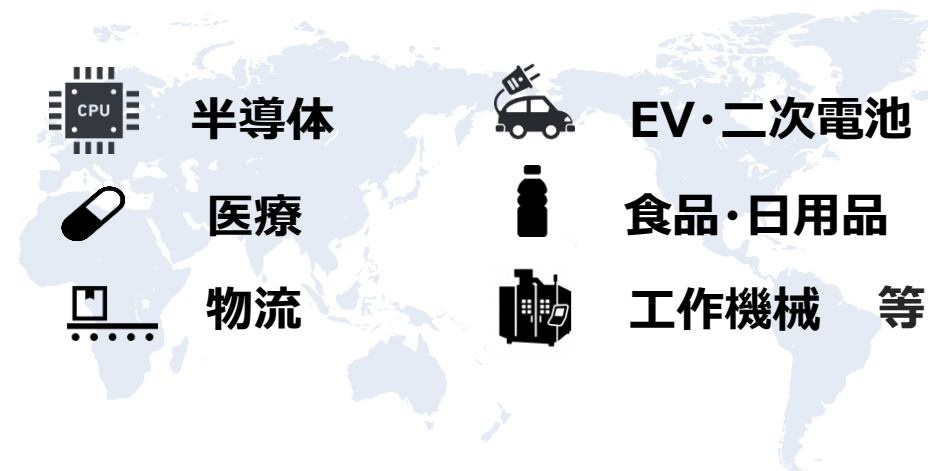 CPU
半導体
EV・二次電池
医療
食品・日用品
物流
工作機械 等